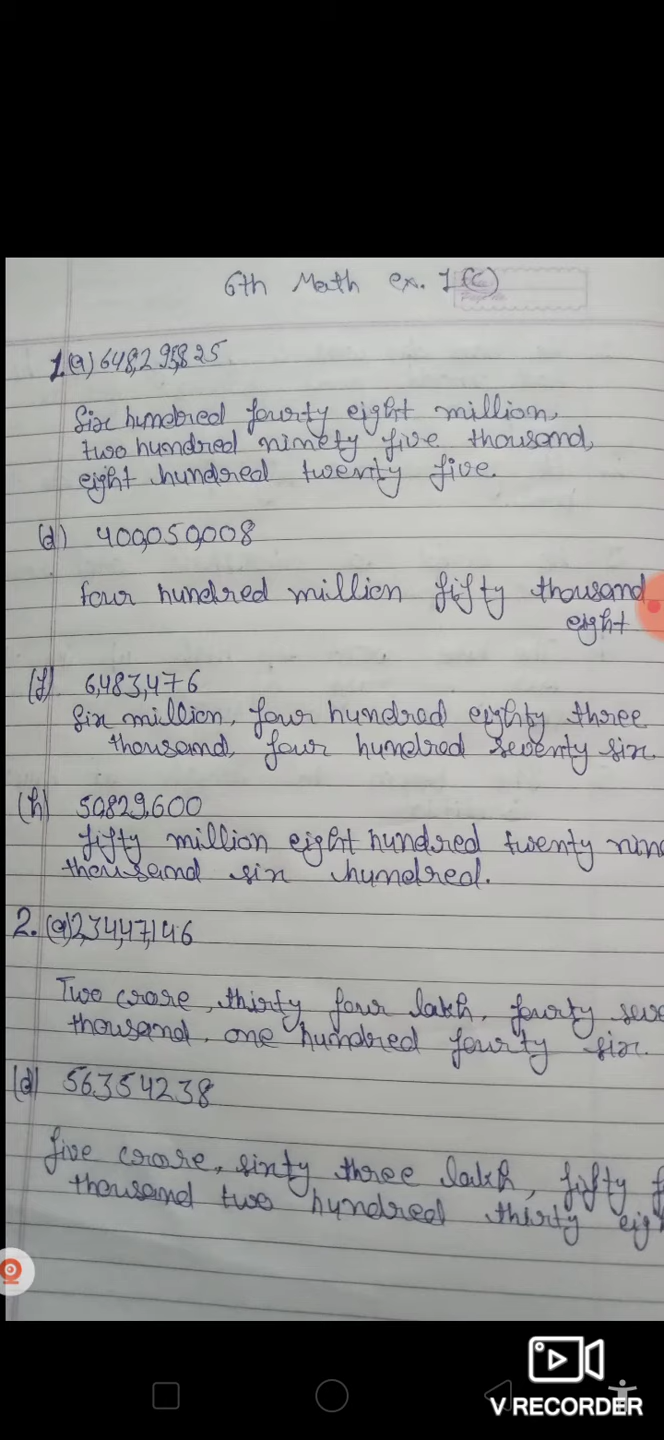 6th Math ex. 1(c)
1.(a) 648,295,825
Six hundred fourty eight million,
two hundred ninety five thousand,
eight hundred twenty five.
(d) 400,050,008
four hundred million fifty thousand
eight
(f) 6,483,476
Six million, four hundred eighty three
thousand, four hundred seventy six
(h) 50,829,600
fifty million eight hundred twenty nine
thousand six hundred.
2. (a) 2,34,47,146
Two crore, thirty four lakh, fourty seve
thousand, one hundred fourty six.
(d) 5,63,54,238
five crore, sixty three lakh, fifty f
thousand two hundred thirty eigh
V RECORDER